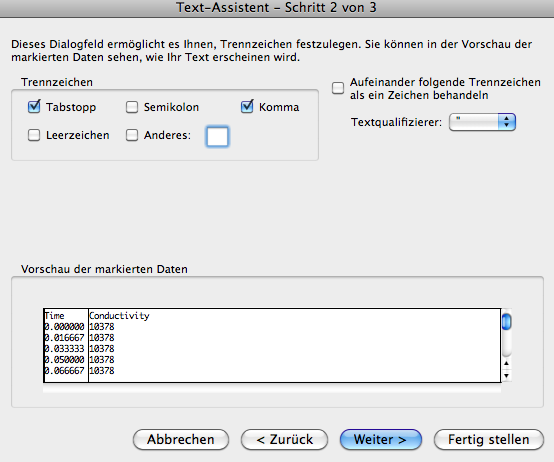 Text-Assistent – Schritt 2 von 3
Dieses Dialogfeld ermöglicht es Ihnen, Trennzeichen festzulegen. Sie können in der Vorschau der
markierten Daten sehen, wie Ihr Text erscheinen wird.
Trennzeichen
Tabstopp Semikolon Komma
Leerzeichen Anderes:
Aufeinander folgende Trennzeichen
als ein Zeichen behandeln
Textqualifizierer: "
Vorschau der markierten Daten
Time Conductivity
0.000000 10378
0.016667 10378
0.033333 10378
0.050000 10378
0.066667 10378
Abbrechen < Zurück Weiter > Fertig stellen